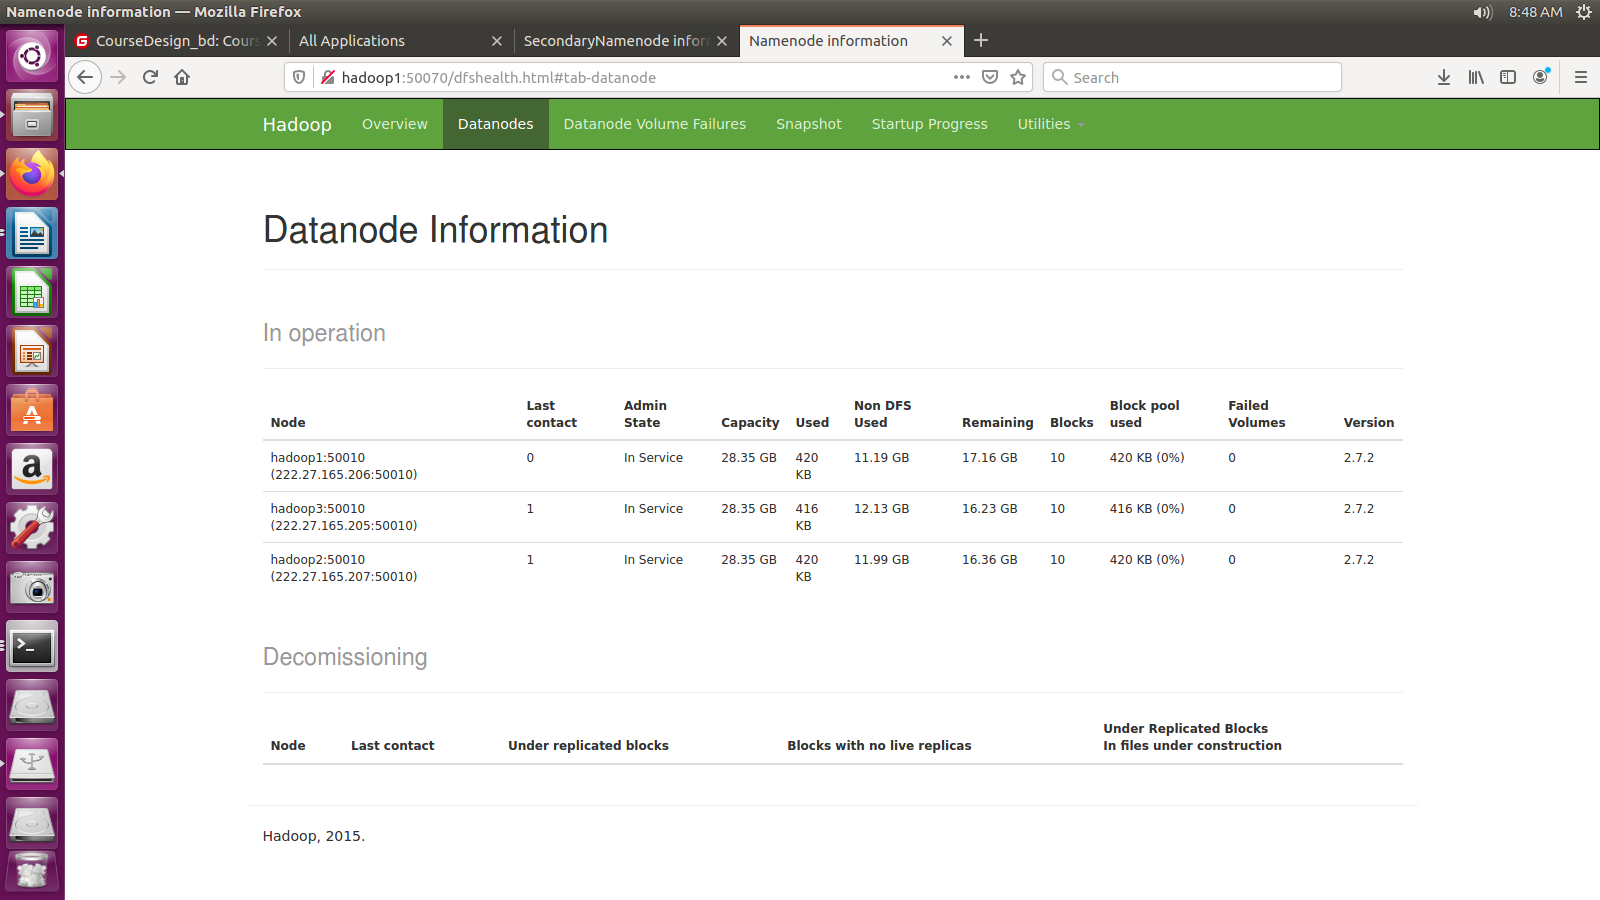 Namenode information — Mozilla Firefox
8:48 AM
CourseDesign_bd: Cours
All Applications
SecondaryNamenode infor
Namenode information
hadoop1:50070/dfshealth.html#tab-datanode
Search
Hadoop
Overview
Datanodes
Datanode Volume Failures
Snapshot
Startup Progress
Utilities
Datanode Information
In operation
Node Last contact Admin State Capacity Used Non DFS Used Remaining Blocks Block pool used Failed Volumes Version
hadoop1:50010 (222.27.165.206:50010) 0 In Service 28.35 GB 420 KB 11.19 GB 17.16 GB 10 420 KB (0%) 0 2.7.2
hadoop3:50010 (222.27.165.205:50010) 1 In Service 28.35 GB 416 KB 12.13 GB 16.23 GB 10 416 KB (0%) 0 2.7.2
hadoop2:50010 (222.27.165.207:50010) 1 In Service 28.35 GB 420 KB 11.99 GB 16.36 GB 10 420 KB (0%) 0 2.7.2
Decomissioning
Node Last contact Under replicated blocks Blocks with no live replicas Under Replicated Blocks In files under construction
Hadoop, 2015.